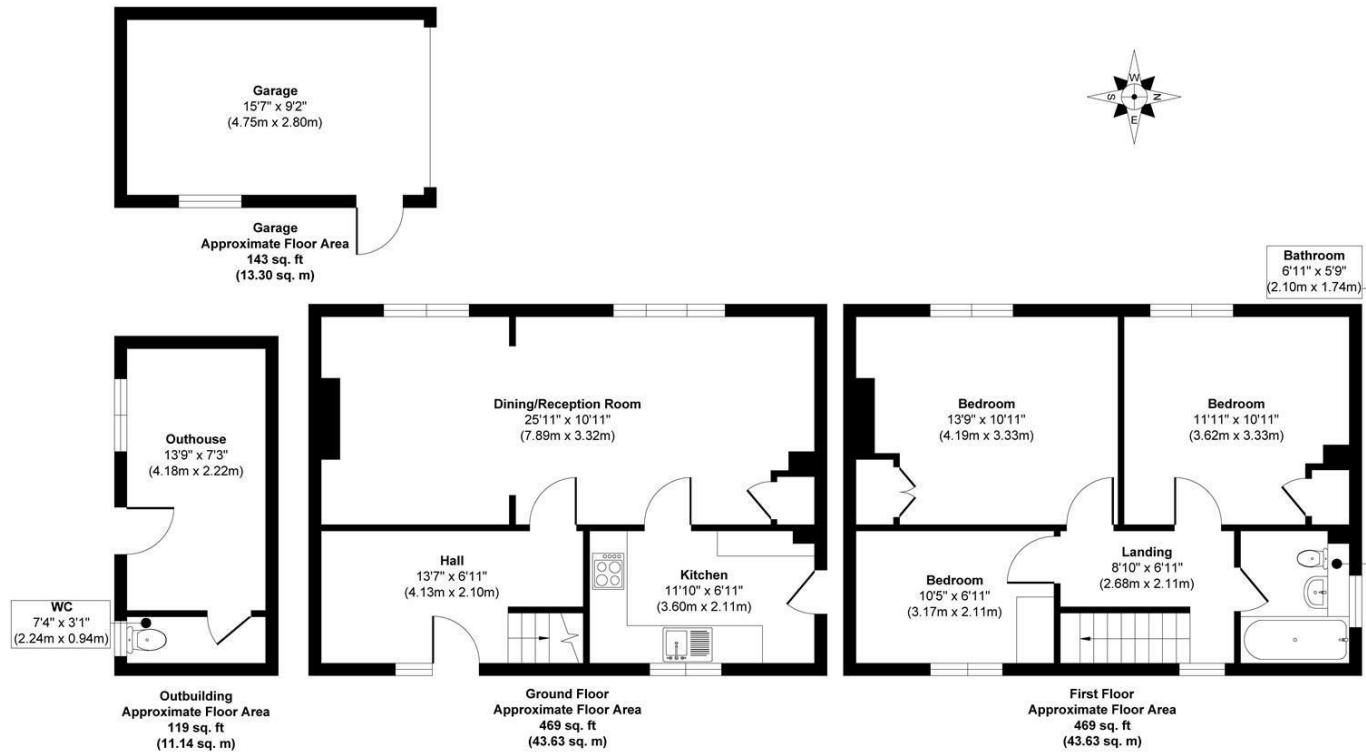 Garage
15'7" x 9'2"
(4.75m x 2.80m)
Garage
Approximate Floor Area
143 sq. ft
(13.30 sq. m)
W
S
N
E
Bathroom
6'11" x 5'9"
(2.10m x 1.74m)
Outhouse
13'9" x 7'3"
(4.18m x 2.22m)
WC
7'4" x 3'1"
(2.24m x 0.94m)
Outbuilding
Approximate Floor Area
119 sq. ft
(11.14 sq. m)
Dining/Reception Room
25'11" x 10'11"
(7.89m x 3.32m)
Hall
13'7" x 6'11"
(4.13m x 2.10m)
Kitchen
11'10" x 6'11"
(3.60m x 2.11m)
Ground Floor
Approximate Floor Area
469 sq. ft
(43.63 sq. m)
Bedroom
13'9" x 10'11"
(4.19m x 3.33m)
Bedroom
11'11" x 10'11"
(3.62m x 3.33m)
Bedroom
10'5" x 6'11"
(3.17m x 2.11m)
Landing
8'10" x 6'11"
(2.68m x 2.11m)
First Floor
Approximate Floor Area
469 sq. ft
(43.63 sq. m)